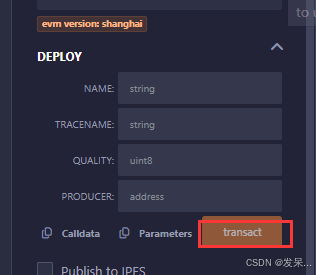 to u
evm version: shanghai
DEPLOY
NAME: string
TRACENAME: string
QUALITY: uint8
PRODUCER: address
Calldata Parameters transact
Publish to IPFS
CSDN @发呆...